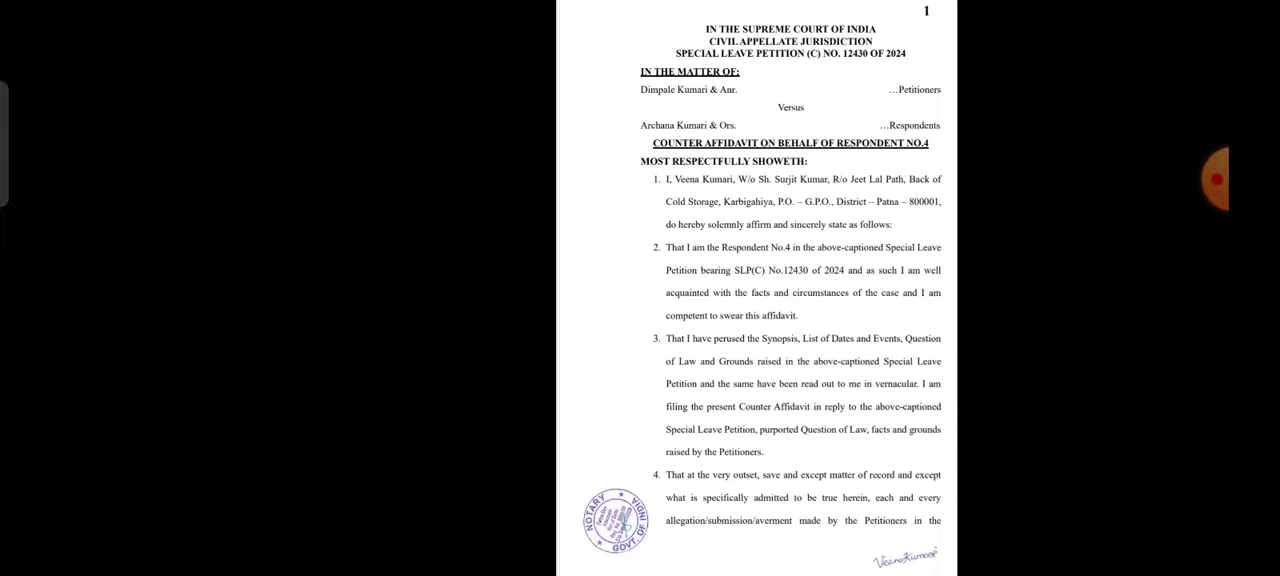 1
IN THE SUPREME COURT OF INDIA
CIVIL APPELLATE JURISDICTION
SPECIAL LEAVE PETITION (C) NO. 12430 OF 2024
IN THE MATTER OF:
Dimpale Kumari & Anr. …Petitioners
Versus
Archana Kumari & Ors. …Respondents
COUNTER AFFIDAVIT ON BEHALF OF RESPONDENT NO.4
MOST RESPECTFULLY SHOWETH:
1. I, Veena Kumari, W/o Sh. Surjit Kumar, R/o Jeet Lal Path, Back of
Cold Storage, Karbigahiya, P.O. – G.P.O., District – Patna – 800001,
do hereby solemnly affirm and sincerely state as follows:
2. That I am the Respondent No.4 in the above-captioned Special Leave
Petition bearing SLP(C) No.12430 of 2024 and as such I am well
acquainted with the facts and circumstances of the case and I am
competent to swear this affidavit.
3. That I have perused the Synopsis, List of Dates and Events, Question
of Law and Grounds raised in the above-captioned Special Leave
Petition and the same have been read out to me in vernacular. I am
filing the present Counter Affidavit in reply to the above-captioned
Special Leave Petition, purported Question of Law, facts and grounds
raised by the Petitioners.
4. That at the very outset, save and except matter of record and except
what is specifically admitted to be true herein, each and every
allegation/submission/averment made by the Petitioners in the
NOTARY
GOVT. OF INDIA
Veena Kumari